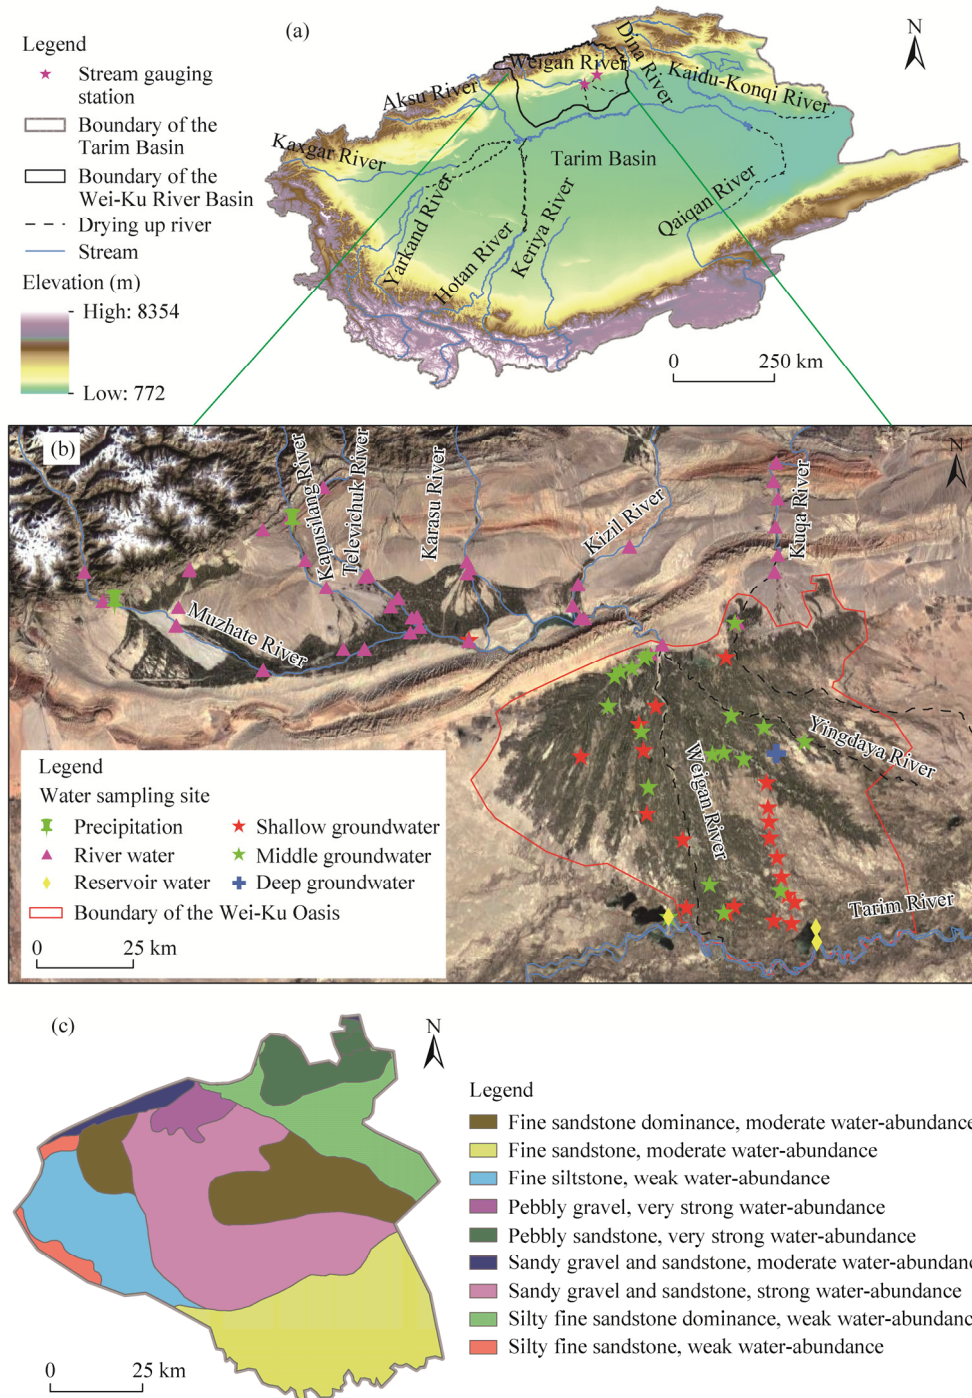 (a)
N
Legend
Stream gauging
station
Boundary of the
Tarim Basin
Boundary of the
Wei-Ku River Basin
Drying up river
Stream
Elevation (m)
High: 8354
Low: 772
Weigan River
Dina River
Kaidu-Konqi River
Aksu River
Kaxgar River
Tarim Basin
Yarkand River
Hotan River
Keriya River
Qaiqan River
0 250 km
(b)
N
Kapusilang River
Televichuk River
Karasu River
Kizil River
Kuqa River
Muzhate River
Weigan River
Yingdaya River
Tarim River
Legend
Water sampling site
Precipitation
River water
Reservoir water
Shallow groundwater
Middle groundwater
Deep groundwater
Boundary of the Wei-Ku Oasis
0 25 km
(c)
N
Legend
Fine sandstone dominance, moderate water-abundance
Fine sandstone, moderate water-abundance
Fine siltstone, weak water-abundance
Pebbly gravel, very strong water-abundance
Pebbly sandstone, very strong water-abundance
Sandy gravel and sandstone, moderate water-abundance
Sandy gravel and sandstone, strong water-abundance
Silty fine sandstone dominance, weak water-abundance
Silty fine sandstone, weak water-abundance
0 25 km